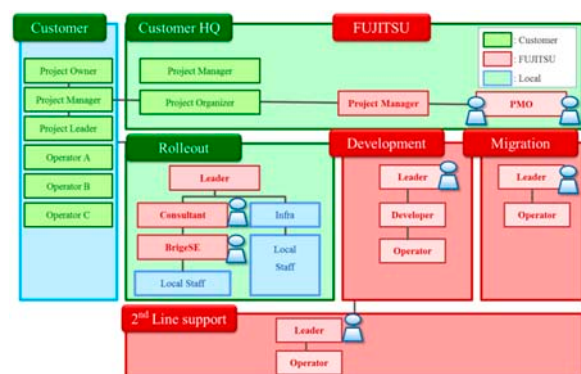 Customer
Customer HQ
FUJITSU
: Customer
: FUJITSU
: Local
Project Owner
Project Manager
Project Leader
Operator A
Operator B
Operator C
Project Manager
Project Organizer
Project Manager
PMO
Rolleout
Leader
Consultant
Infra
BrigeSE
Local
Staff
Local Staff
Development
Leader
Developer
Operator
Migration
Leader
Operator
2nd Line support
Leader
Operator